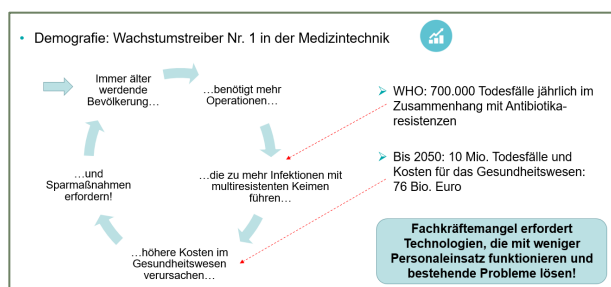 • Demografie: Wachstumstreiber Nr. 1 in der Medizintechnik
Immer älter
werdende
Bevölkerung…
…benötigt mehr
Operationen…
…die zu mehr Infektionen mit
multiresistenten Keimen
führen…
…höhere Kosten im
Gesundheitswesen
verursachen…
…und
Sparmaßnahmen
erfordern!
➢ WHO: 700.000 Todesfälle jährlich im
Zusammenhang mit Antibiotika-
resistenzen
➢ Bis 2050: 10 Mio. Todesfälle und
Kosten für das Gesundheitswesen:
76 Bio. Euro
Fachkräftemangel erfordert
Technologien, die mit weniger
Personaleinsatz funktionieren und
bestehende Probleme lösen!